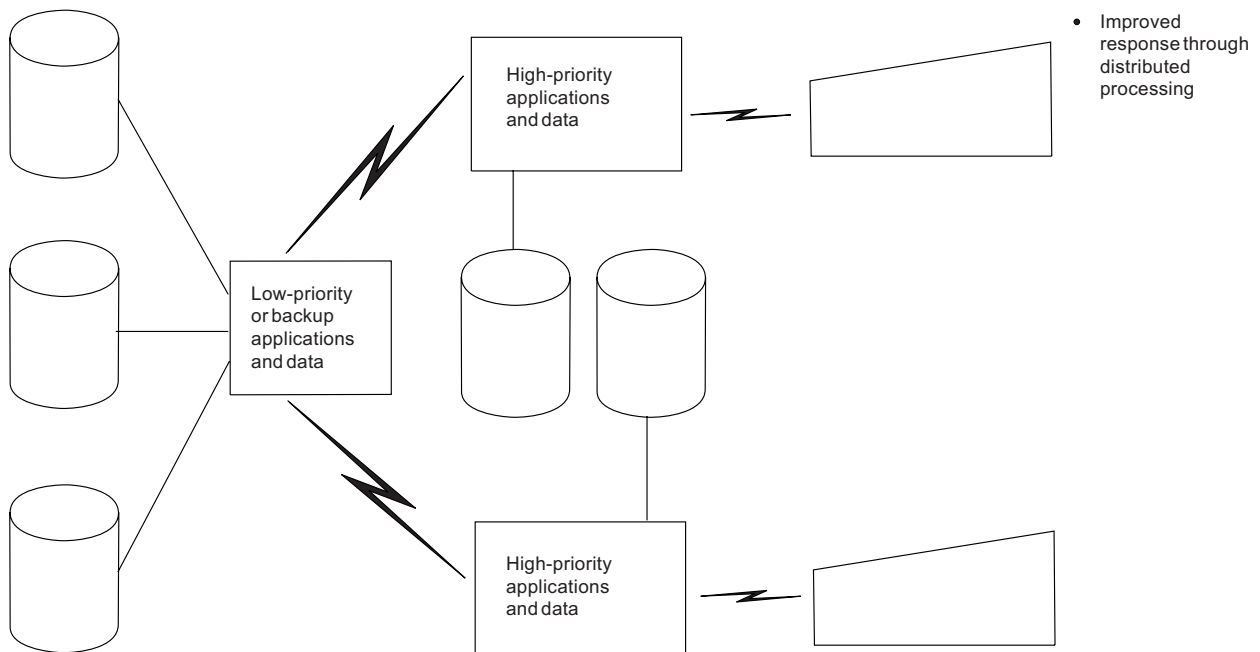 • Improved
response through
distributed
processing
High-priority
applications
and data
Low-priority
or backup
applications
and data
High-priority
applications
and data